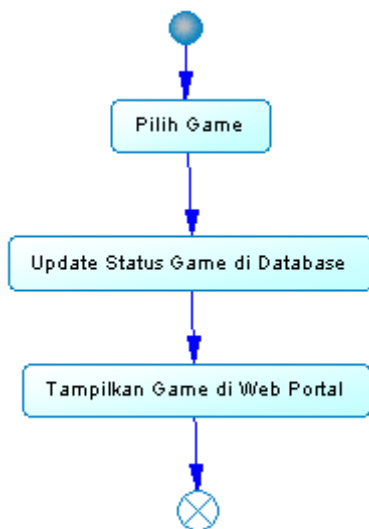 Pilih Game
Update Status Game di Database
Tampilkan Game di Web Portal